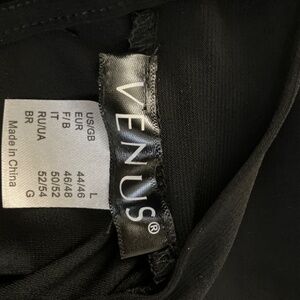 VENUS®
US/GB L
EUR 44/46
F/B 46/48
IT 50/52
RU/UA 52/54
BR G
Made in China